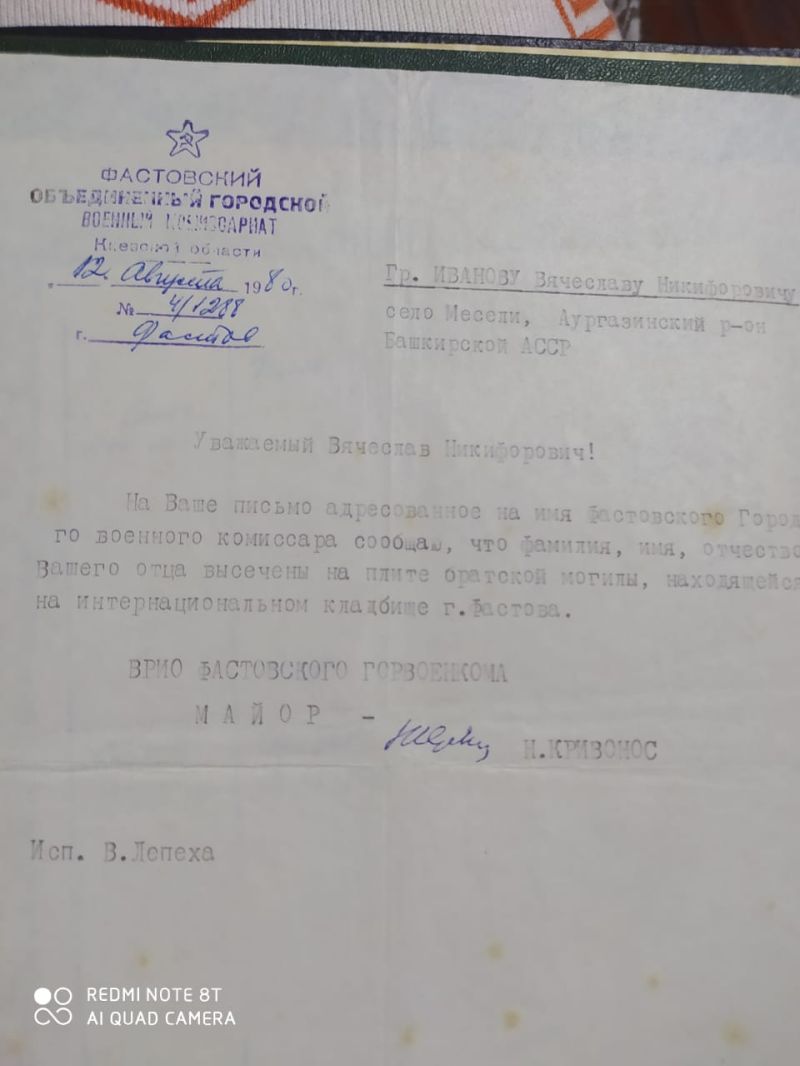 ФАСТОВСКИЙ
ОБЪЕДИНЕННЫЙ ГОРОДСКОЙ
ВОЕННЫЙ КОМИССАРИАТ
Киевской области
"12" Августа 1980г.
№ 4/1288
г. Фастов
Гр. ИВАНОВУ Вячеславу Никифоровичу
село Месели, Аургазинский р-он
Башкирской АССР
Уважаемый Вячеслав Никифорович!
На Ваше письмо адресованное на имя Фастовского Город
го военного комиссара сообщаю, что фамилия, имя, отчество
Вашего отца высечены на плите братской могилы, находящейся
на интернациональном кладбище г.Фастова.
ВРИО ФАСТОВСКОГО ГОРВОЕНКОМА
МАЙОР -
Н.КРИВОНОС
Исп. В.Лепеха
REDMI NOTE 8T
AI QUAD CAMERA